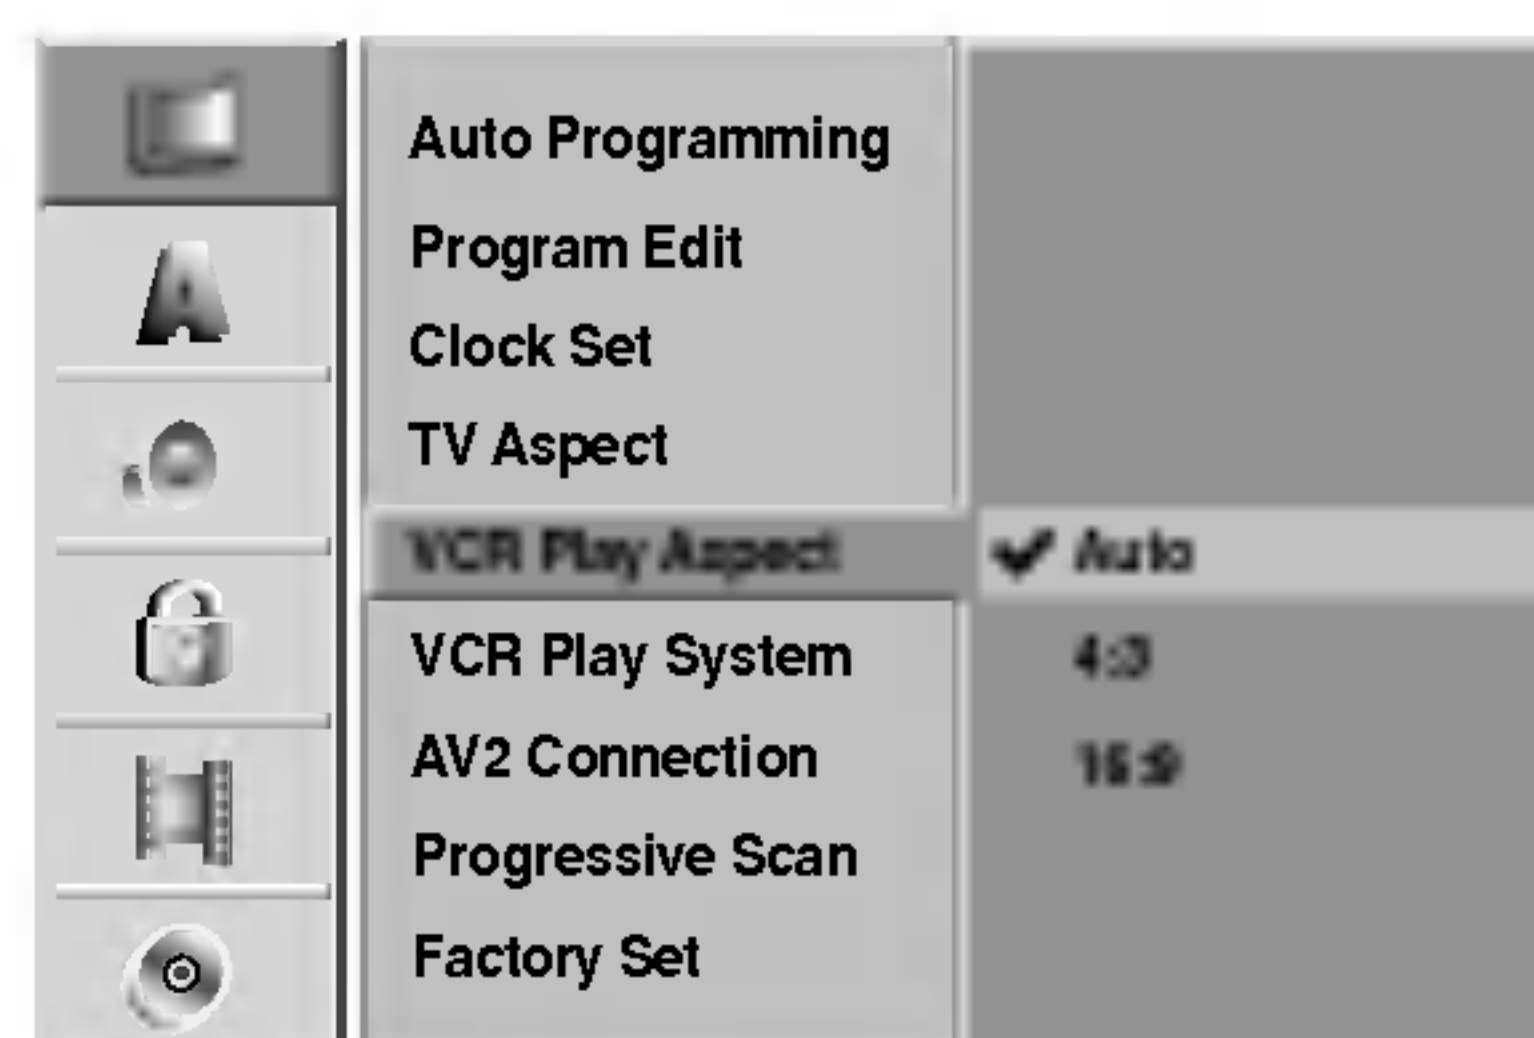 Auto Programming
Program Edit
Clock Set
TV Aspect
VCR Play Aspect
Auto
VCR Play System
4:3
AV2 Connection
16:9
Progressive Scan
Factory Set